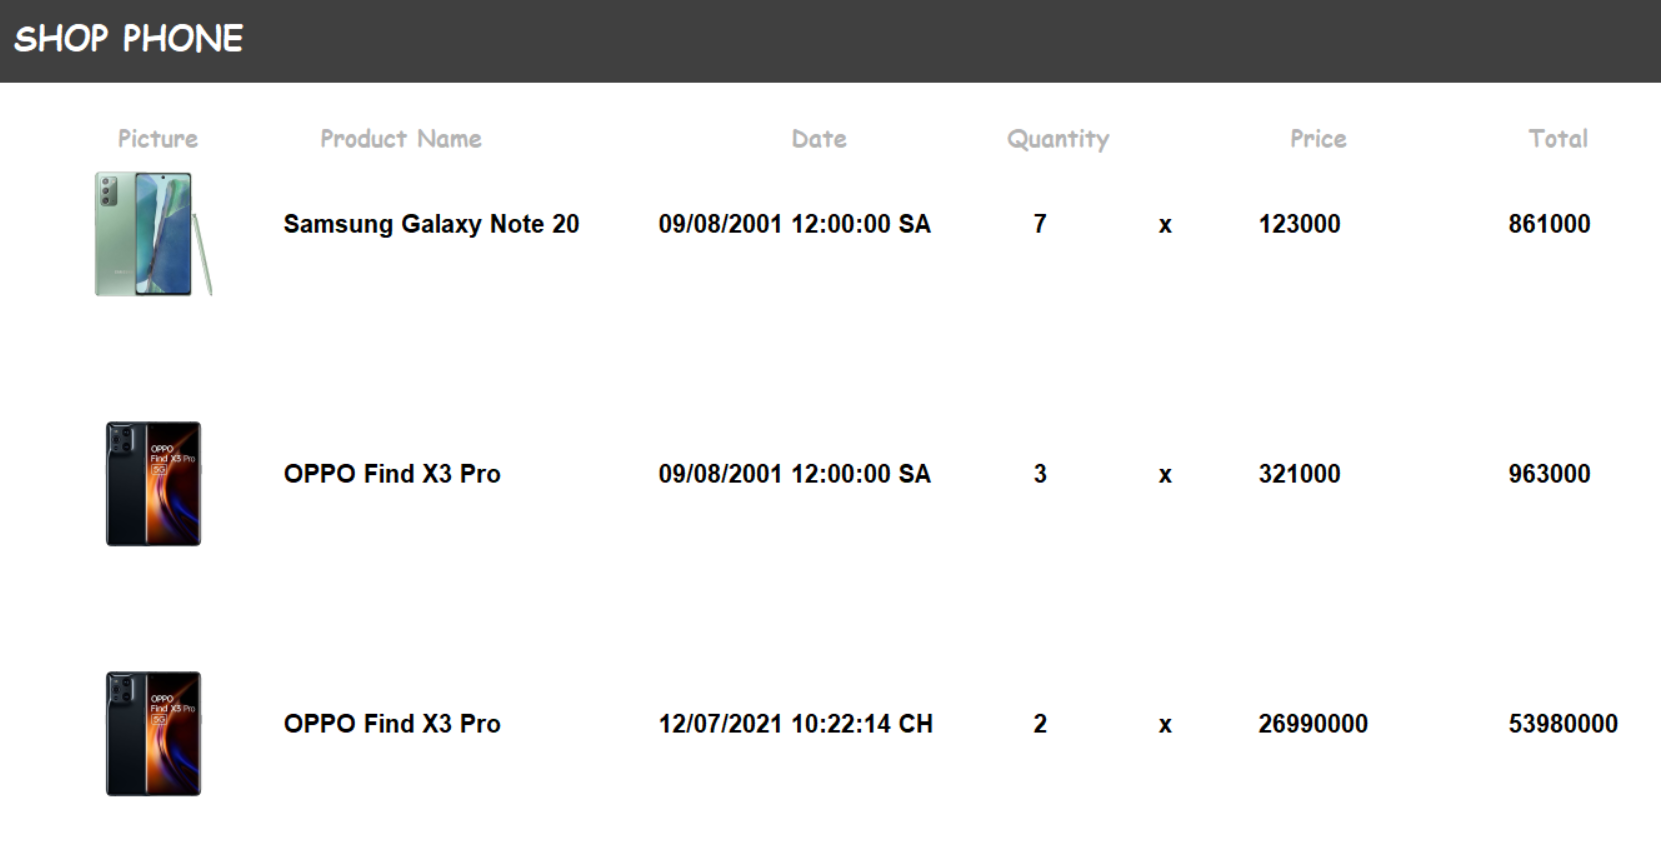 SHOP PHONE
Picture Product Name Date Quantity Price Total
Samsung Galaxy Note 20 09/08/2001 12:00:00 SA 7 x 123000 861000
OPPO
Find X3 Pro
5G
OPPO Find X3 Pro 09/08/2001 12:00:00 SA 3 x 321000 963000
OPPO
Find X3 Pro
5G
OPPO Find X3 Pro 12/07/2021 10:22:14 CH 2 x 26990000 53980000